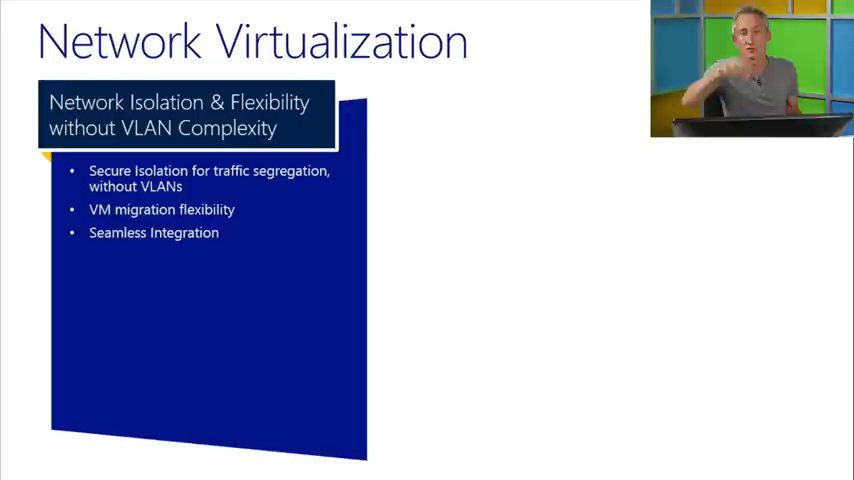 Network Virtualization
Network Isolation & Flexibility
without VLAN Complexity
• Secure Isolation for traffic segregation,
without VLANs
• VM migration flexibility
• Seamless Integration